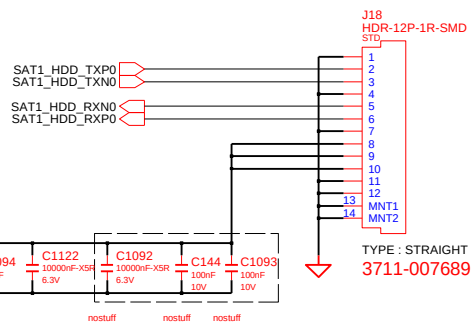 J18
HDR-12P-1R-SMD
STD
1
SAT1_HDD_TXP0 2
SAT1_HDD_TXN0 3
4
SAT1_HDD_RXN0 5
SAT1_HDD_RXP0 6
7
8
9
10
11
12
13 MNT1
14 MNT2
TYPE : STRAIGHT
3711-007689
094 C1122 C1092 C144 C1093
F 10000nF-X5R 10000nF-X5R 100nF 100nF
6.3V 6.3V 10V 10V
nostuff nostuff nostuff